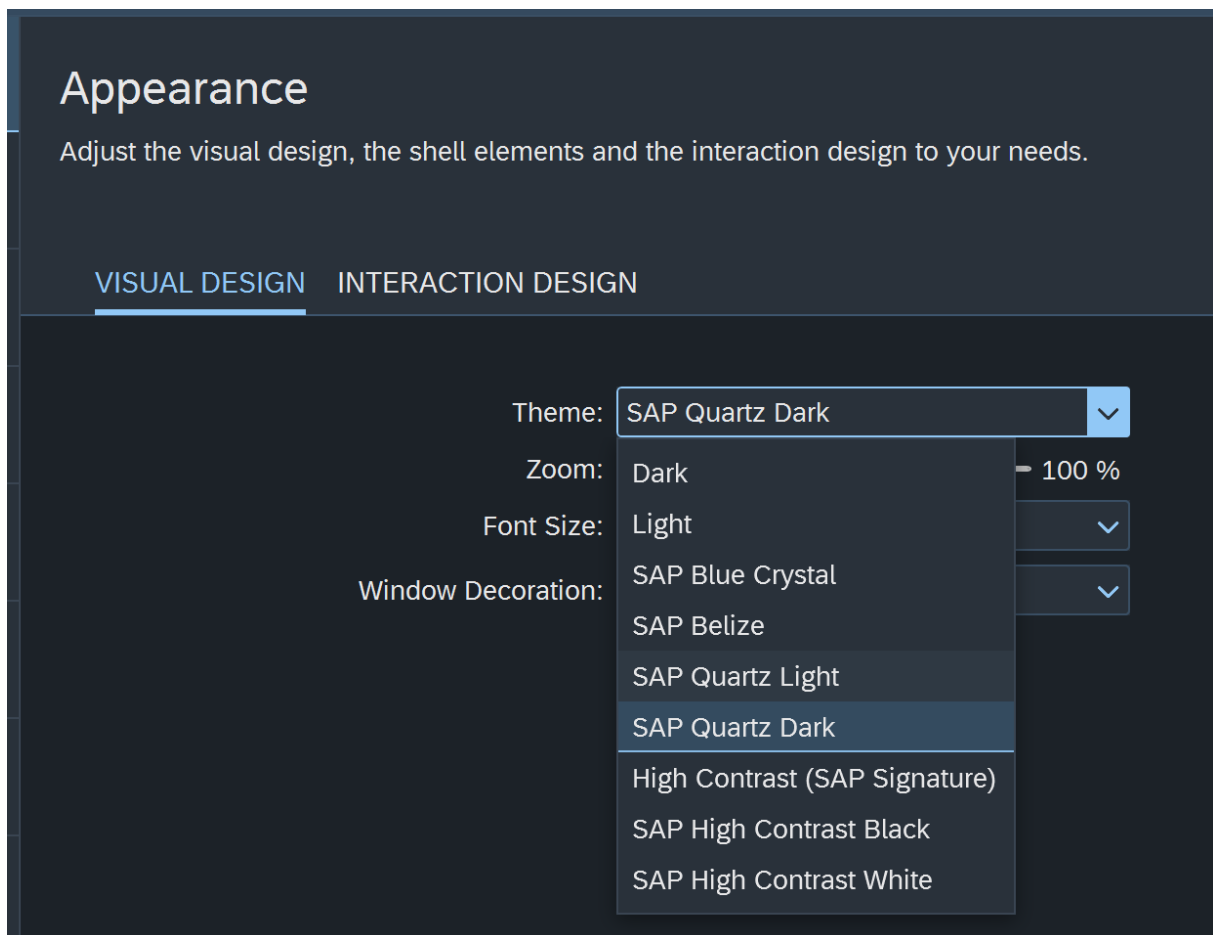 Appearance
Adjust the visual design, the shell elements and the interaction design to your needs.
VISUAL DESIGN INTERACTION DESIGN
Theme: SAP Quartz Dark
Zoom: 100 %
Font Size:
Window Decoration:
Dark
Light
SAP Blue Crystal
SAP Belize
SAP Quartz Light
SAP Quartz Dark
High Contrast (SAP Signature)
SAP High Contrast Black
SAP High Contrast White